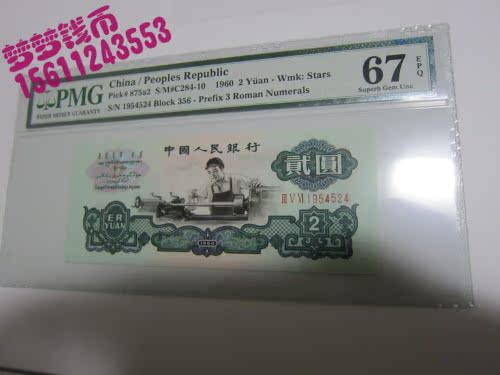 梦梦钱币
15611243553
PMG
PAPER MONEY GUARANTY
China / Peoples Republic
Pick# 875a2 S/M#C284-10 1960 2 Yüan - Wmk: Stars
S/N 1954524 Block 356 - Prefix 3 Roman Numerals
67 EPQ
Superb Gem Unc
中國人民銀行
貳圓
III V VI 1954524
ER
YUAN
2
1960